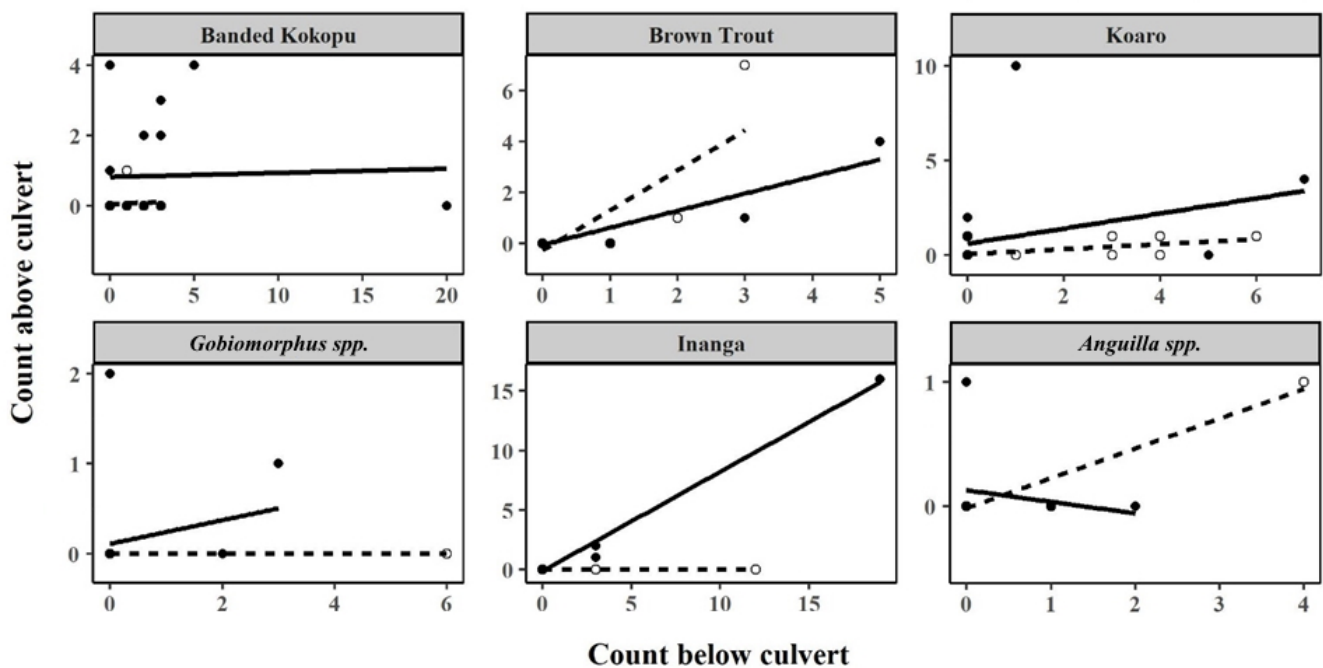 Banded Kokopu
Brown Trout
Koaro
4
2
0
0 5 10 15 20
6
4
2
0
0 1 2 3 4 5
10
5
0
0 2 4 6
Gobiomorphus spp.
Inanga
Anguilla spp.
2
1
0
0 2 4 6
15
10
5
0
0 5 10 15
1
0
0 1 2 3 4
Count above culvert
Count below culvert